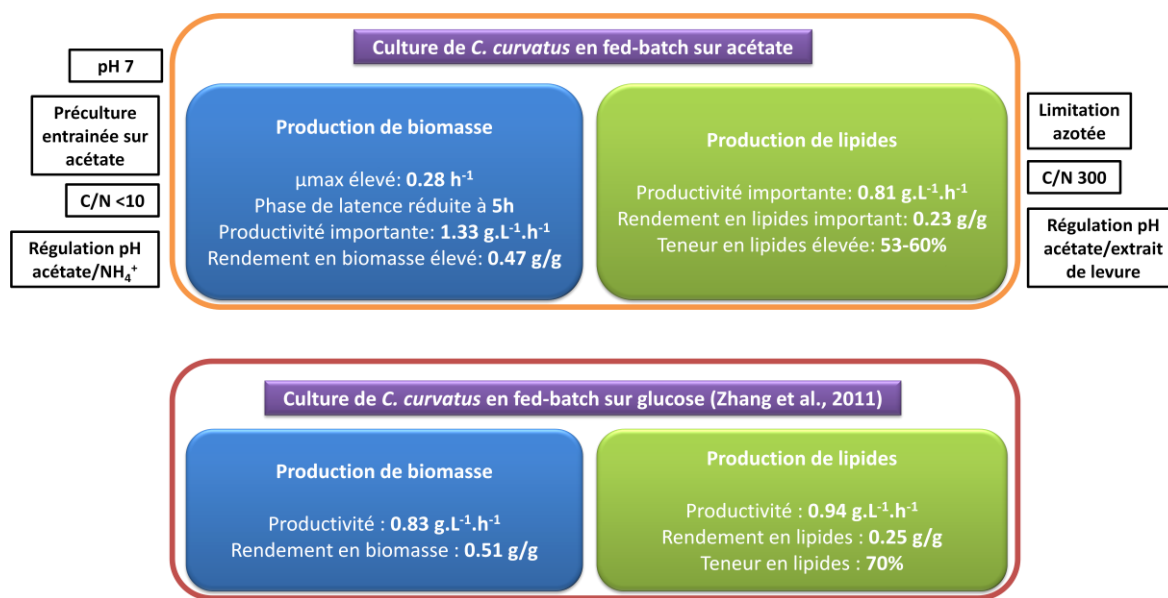 Culture de C. curvatus en fed-batch sur acétate
pH 7
Préculture
entrainée sur
acétate
C/N <10
Régulation pH
acétate/NH₄⁺
Production de biomasse
µmax élevé: 0.28 h⁻¹
Phase de latence réduite à 5h
Productivité importante: 1.33 g.L⁻¹.h⁻¹
Rendement en biomasse élevé: 0.47 g/g
Production de lipides
Productivité importante: 0.81 g.L⁻¹.h⁻¹
Rendement en lipides important: 0.23 g/g
Teneur en lipides élevée: 53-60%
Limitation
azotée
C/N 300
Régulation pH
acétate/extrait
de levure
Culture de C. curvatus en fed-batch sur glucose (Zhang et al., 2011)
Production de biomasse
Productivité : 0.83 g.L⁻¹.h⁻¹
Rendement en biomasse : 0.51 g/g
Production de lipides
Productivité : 0.94 g.L⁻¹.h⁻¹
Rendement en lipides : 0.25 g/g
Teneur en lipides : 70%